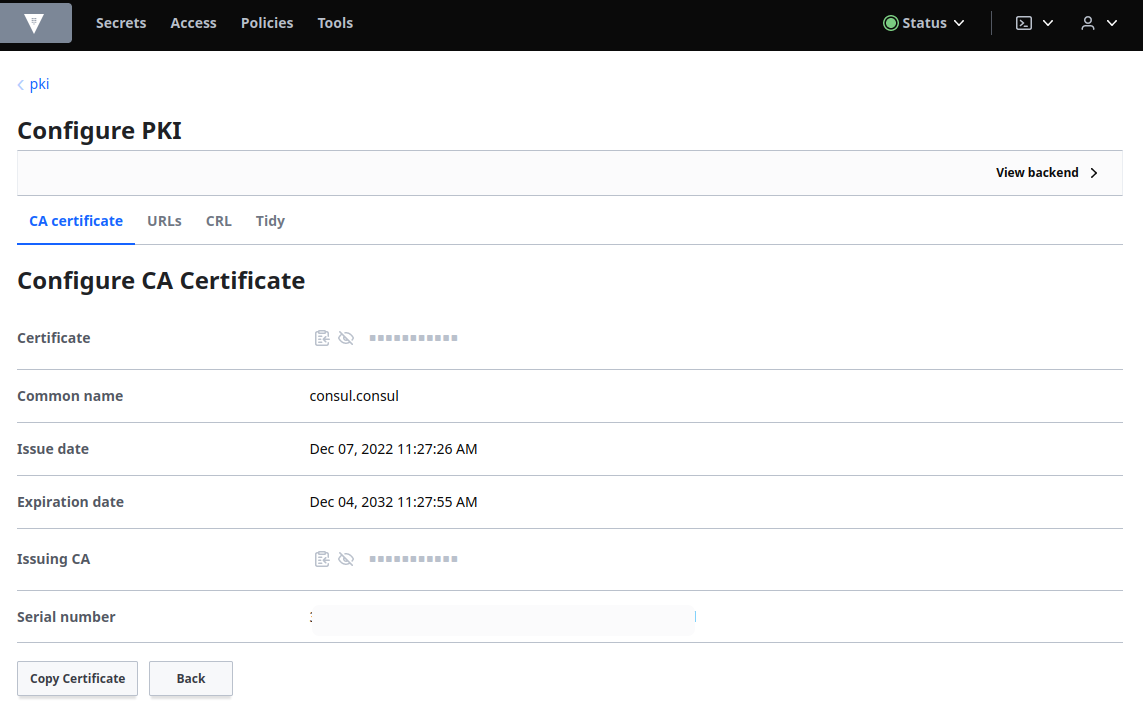 Secrets Access Policies Tools Status
pki
Configure PKI
View backend
CA certificate URLs CRL Tidy
Configure CA Certificate
Certificate
Common name consul.consul
Issue date Dec 07, 2022 11:27:26 AM
Expiration date Dec 04, 2032 11:27:55 AM
Issuing CA
Serial number
Copy Certificate Back